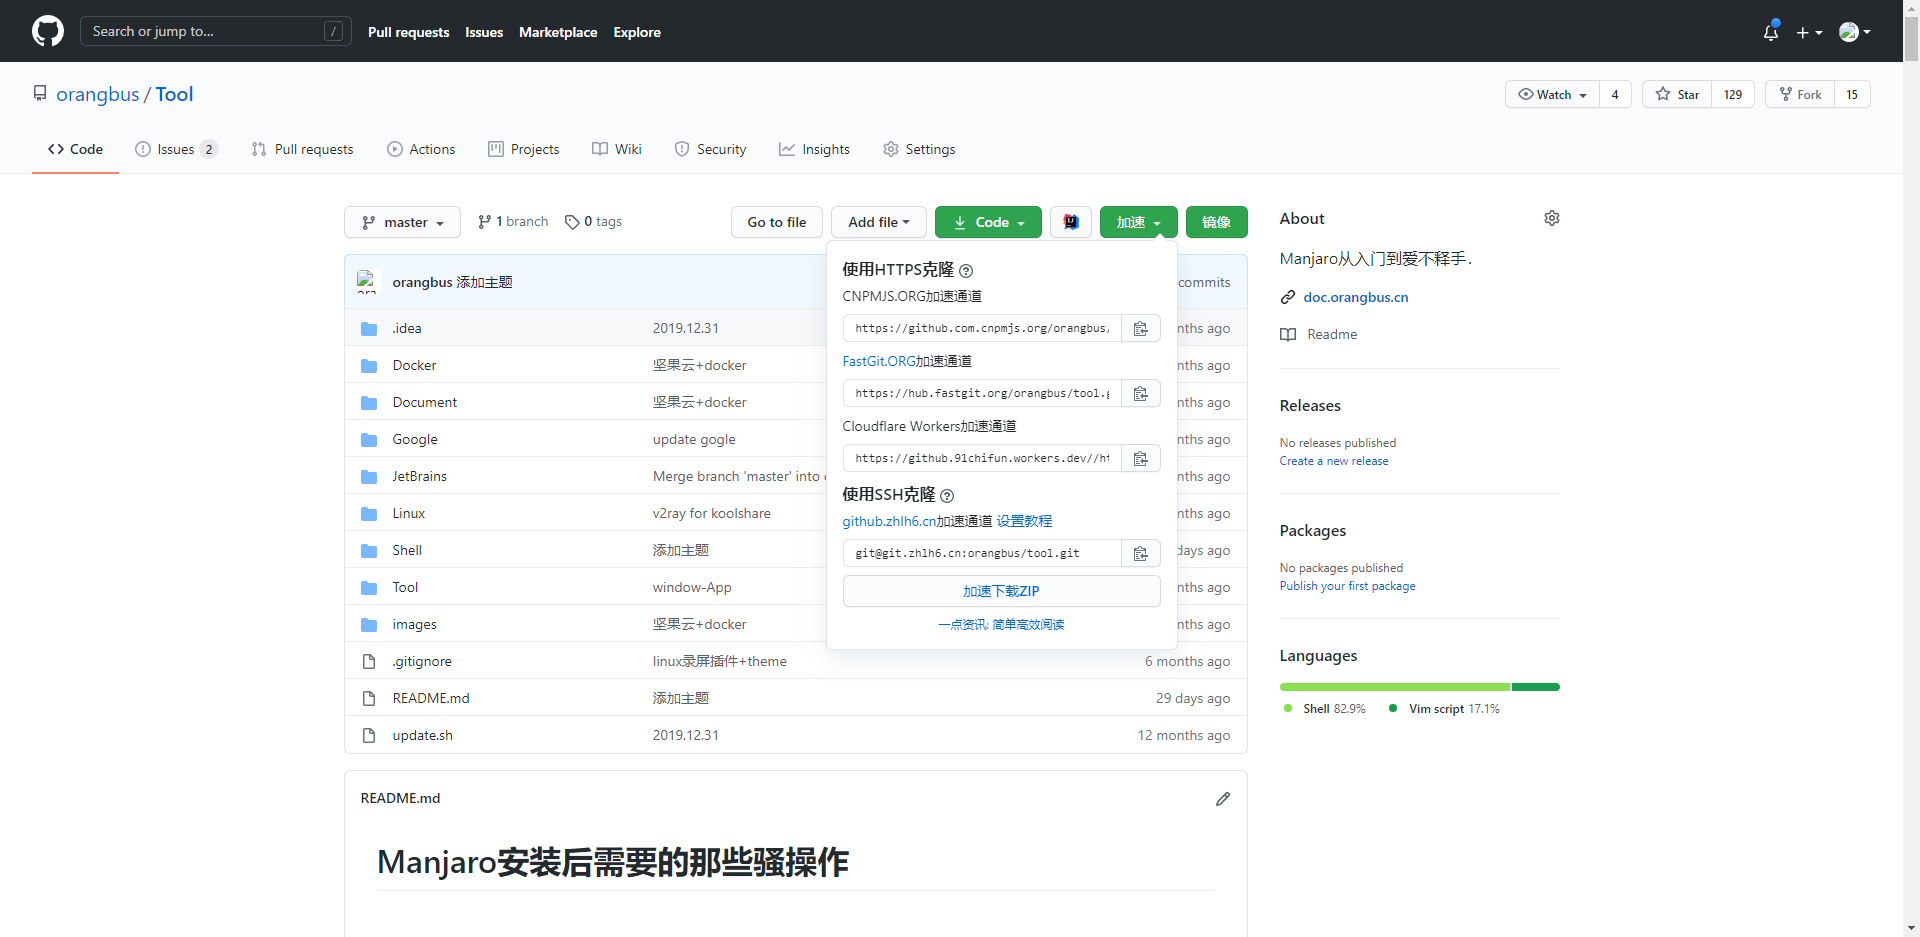 Search or jump to...
/
Pull requests
Issues
Marketplace
Explore
orangbus / Tool
Watch
4
Star
129
Fork
15
Code
Issues 2
Pull requests
Actions
Projects
Wiki
Security
Insights
Settings
master
1 branch
0 tags
Go to file
Add file
Code
加速
镜像
orangbus 添加主题
commits
.idea
2019.12.31
nths ago
Docker
坚果云+docker
nths ago
Document
坚果云+docker
nths ago
Google
update gogle
nths ago
JetBrains
Merge branch 'master' into
nths ago
Linux
v2ray for koolshare
nths ago
Shell
添加主题
days ago
Tool
window-App
nths ago
images
坚果云+docker
nths ago
.gitignore
linux录屏插件+theme
6 months ago
README.md
添加主题
29 days ago
update.sh
2019.12.31
12 months ago
使用HTTPS克隆
CNPMJS.ORG加速通道
https://github.com.cnpmjs.org/orangbus/
FastGit.ORG加速通道
https://hub.fastgit.org/orangbus/tool.g
Cloudflare Workers加速通道
https://github.91chifun.workers.dev//ht
使用SSH克隆
github.zhlh6.cn加速通道 设置教程
git@git.zhlh6.cn:orangbus/tool.git
加速下载ZIP
一点资讯: 简单高效阅读
README.md
Manjaro安装后需要的那些骚操作
About
Manjaro从入门到爱不释手.
doc.orangbus.cn
Readme
Releases
No releases published
Create a new release
Packages
No packages published
Publish your first package
Languages
Shell 82.9%
Vim script 17.1%